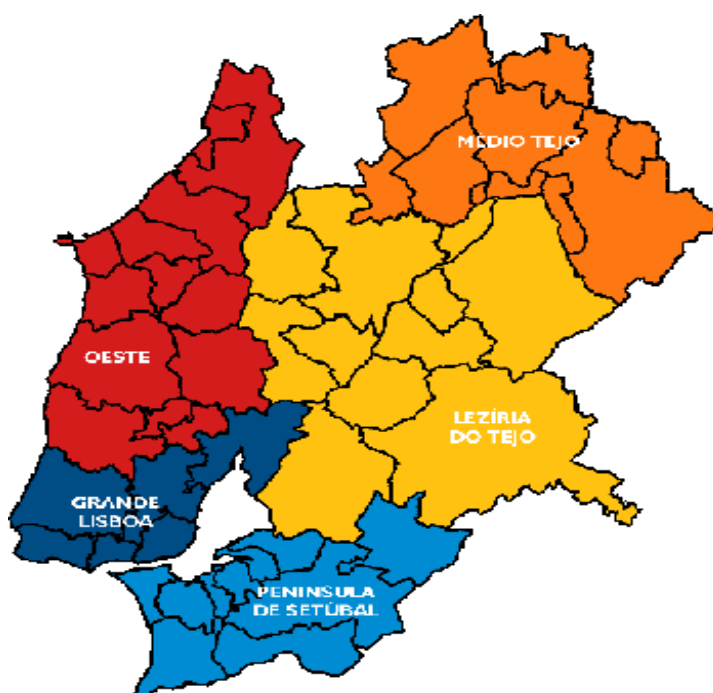 MÉDIO TEJO
OESTE
LEZÍRIA
DO TEJO
GRANDE
LISBOA
PENINSULA
DE SETÚBAL